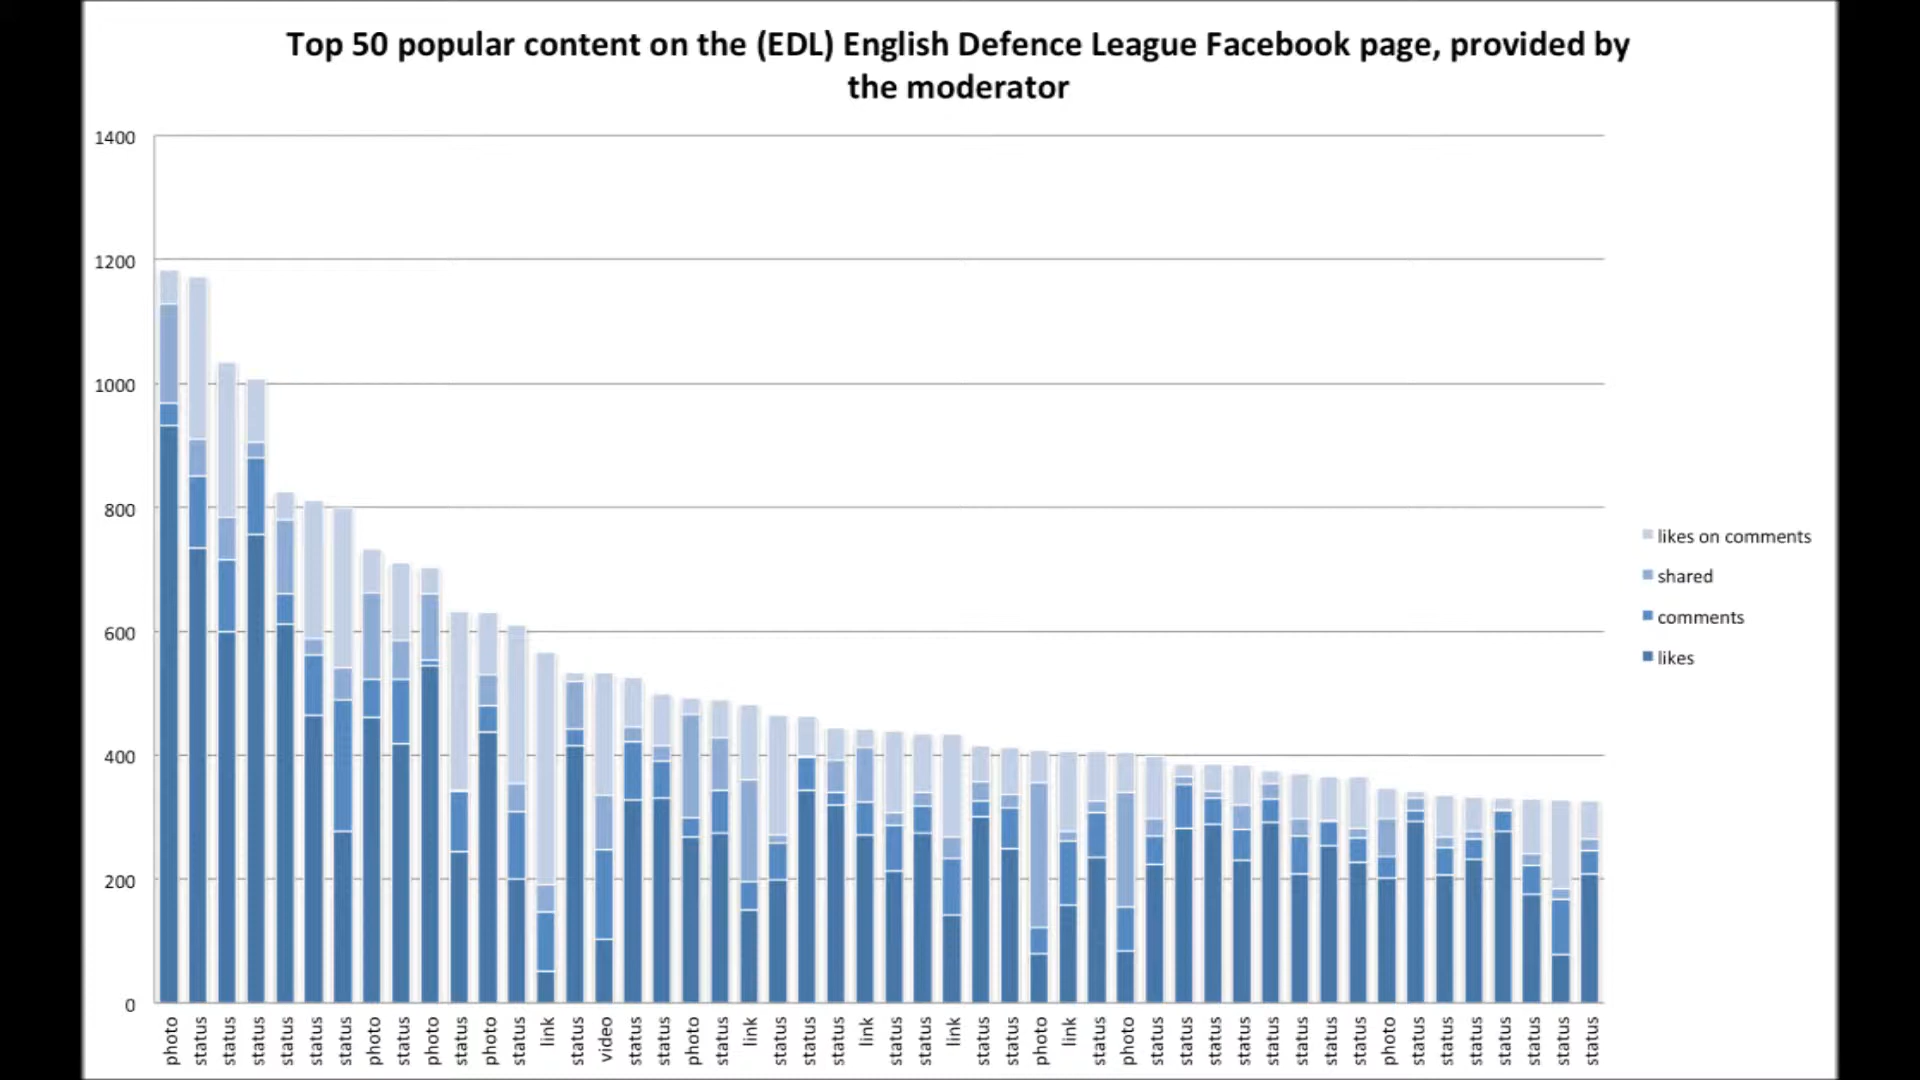 Top 50 popular content on the (EDL) English Defence League Facebook page, provided by
the moderator
1400
1200
1000
800
600
400
200
0
likes on comments
shared
comments
likes
photo
status
status
status
status
status
status
photo
status
photo
status
photo
status
link
status
video
status
status
photo
status
link
status
status
status
link
status
status
link
status
status
photo
link
status
photo
status
status
status
status
status
status
status
status
photo
status
status
status
status
status
status
status